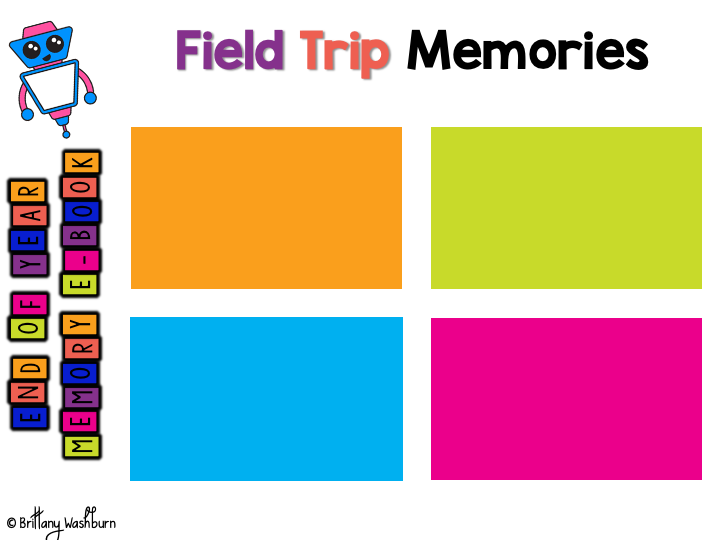 Field Trip Memories
END OF YEAR
MEMORY E-BOOK
© Brittany Washburn